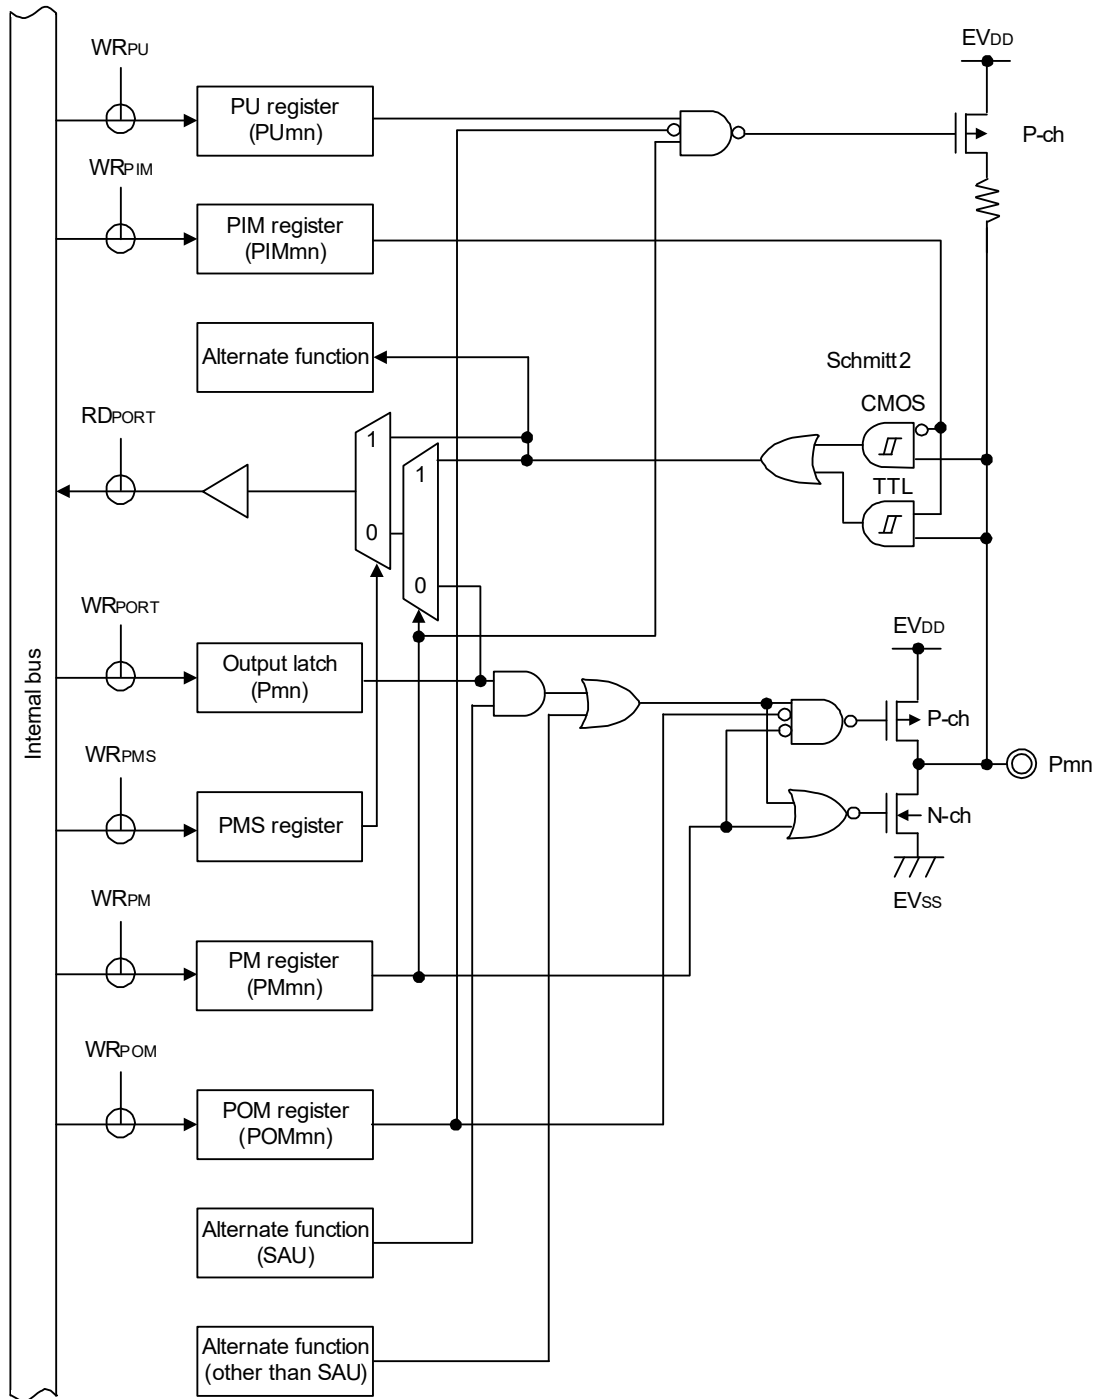 WRPU
EVDD
PU register
(PUmn)
P-ch
WRPIM
PIM register
(PIMmn)
Alternate function
Schmitt2
CMOS
RDPORT
1
1
TTL
0
0
WRPORT
EVDD
Output latch
(Pmn)
P-ch
Internal bus
WRPMS
Pmn
PMS register
N-ch
WRPM
EVSS
PM register
(PMmn)
WRPOM
POM register
(POMmn)
Alternate function
(SAU)
Alternate function
(other than SAU)